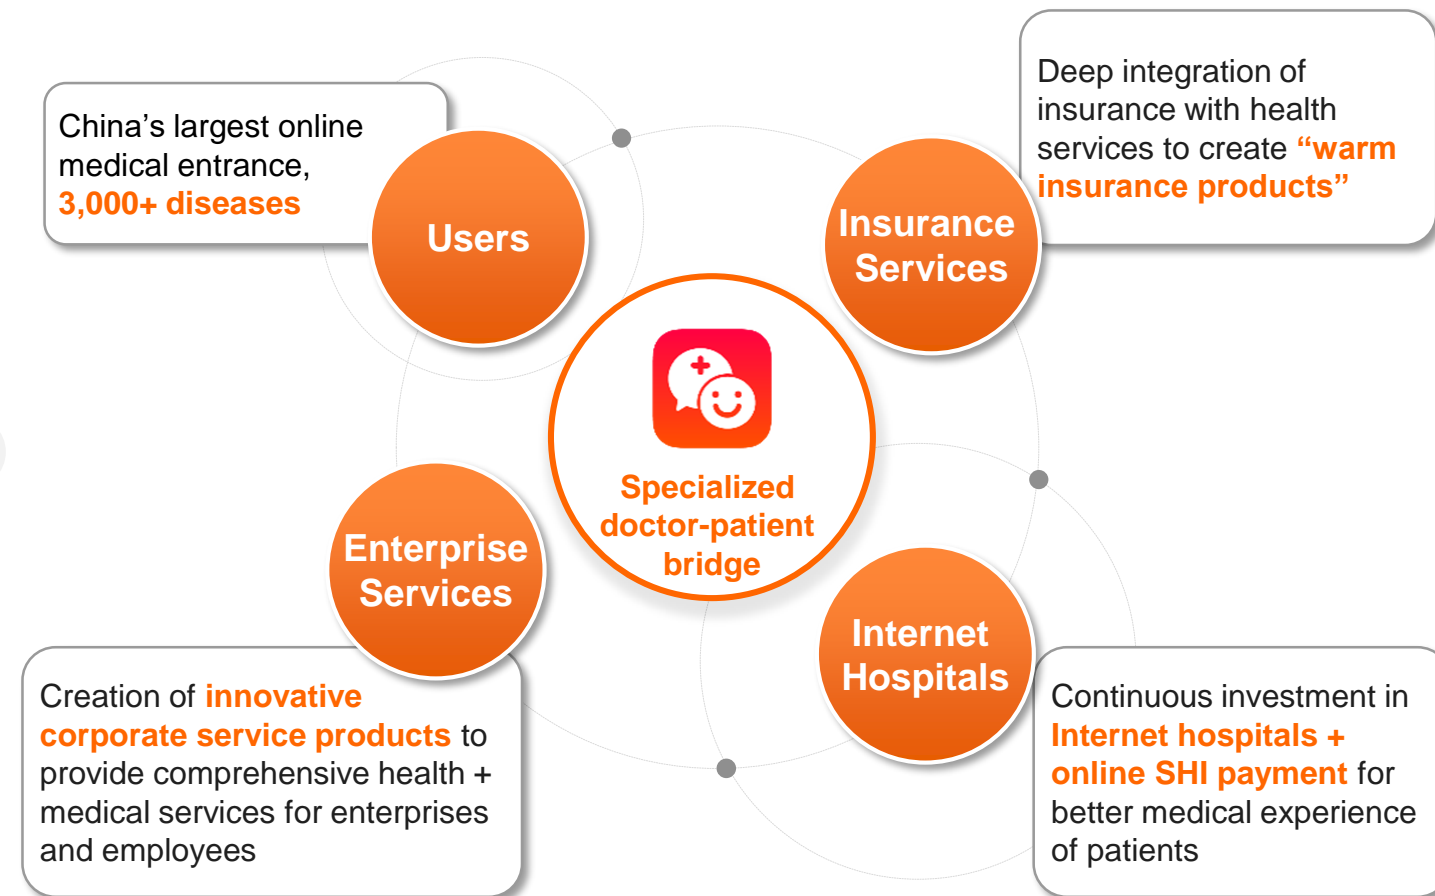 China’s largest online
medical entrance,
3,000+ diseases
Users
Deep integration of
insurance with health
services to create “warm
insurance products”
Insurance
Services
Specialized
doctor-patient
bridge
Enterprise
Services
Creation of innovative
corporate service products to
provide comprehensive health +
medical services for enterprises
and employees
Internet
Hospitals
Continuous investment in
Internet hospitals +
online SHI payment for
better medical experience
of patients